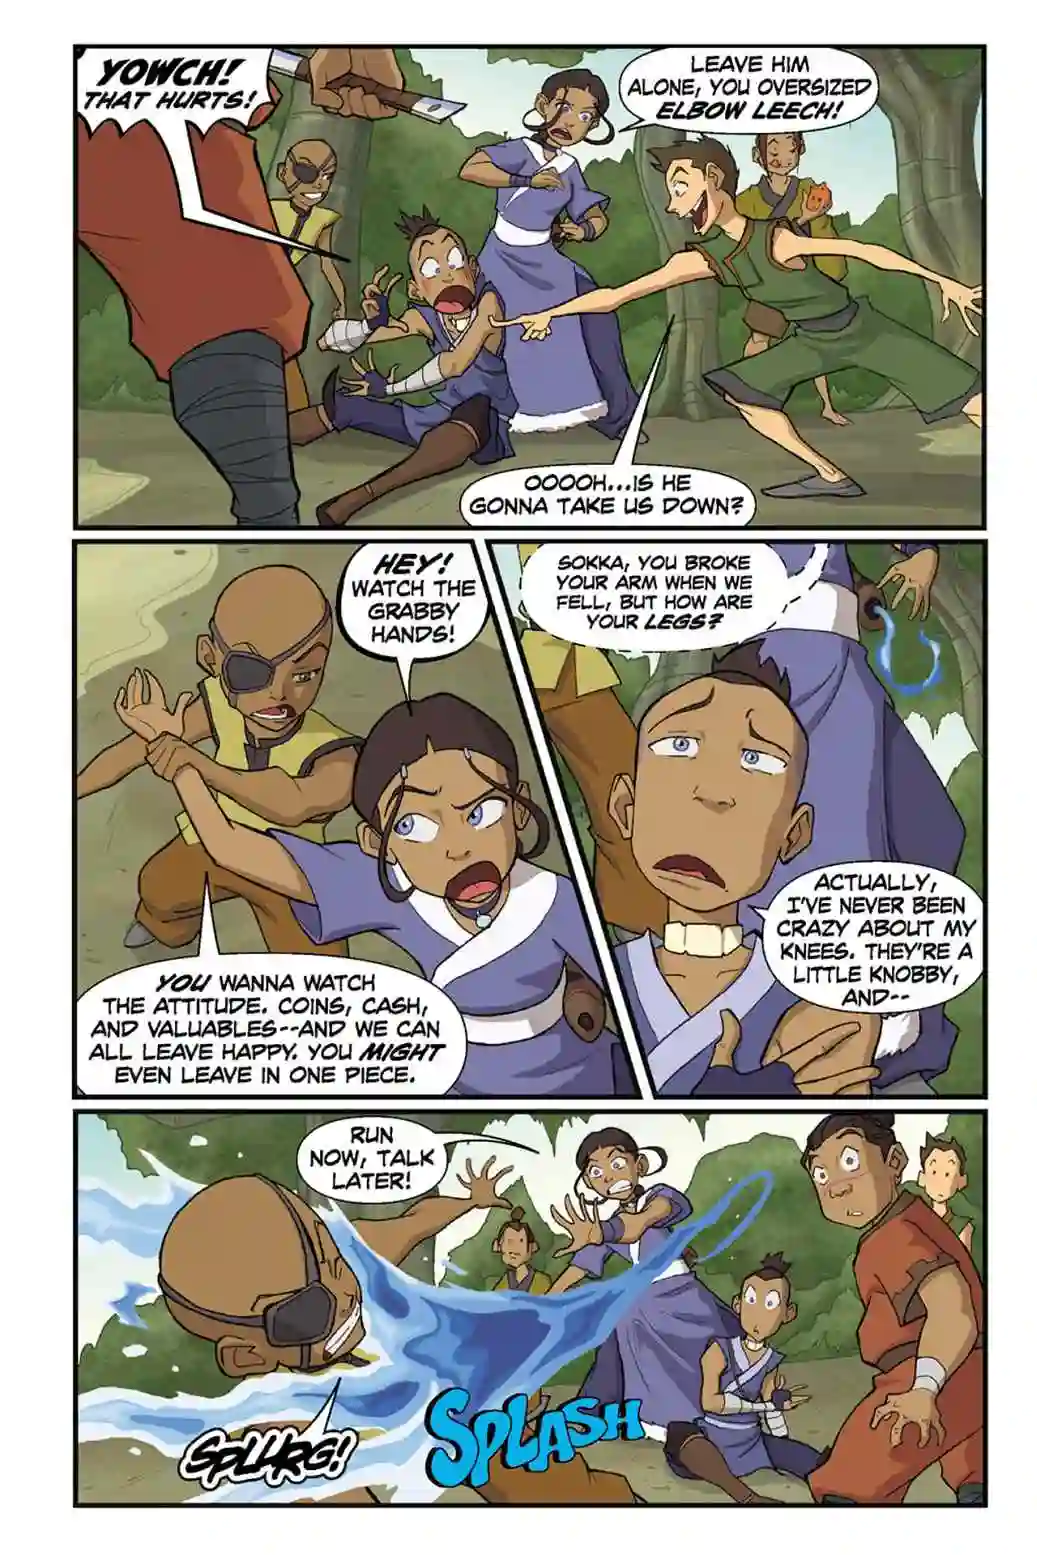 YOWCH!
THAT HURTS!
LEAVE HIM
ALONE, YOU OVERSIZED
ELBOW LEECH!
OOOOH...IS HE
GONNA TAKE US DOWN?
HEY!
WATCH THE
GRABBY
HANDS!
YOU WANNA WATCH
THE ATTITUDE. COINS, CASH,
AND VALUABLES--AND WE CAN
ALL LEAVE HAPPY. YOU MIGHT
EVEN LEAVE IN ONE PIECE.
SOKKA, YOU BROKE
YOUR ARM WHEN WE
FELL, BUT HOW ARE
YOUR LEGS?
ACTUALLY,
I'VE NEVER BEEN
CRAZY ABOUT MY
KNEES. THEY'RE A
LITTLE KNOBBY,
AND--
RUN
NOW, TALK
LATER!
SPLURG!
SPLASH